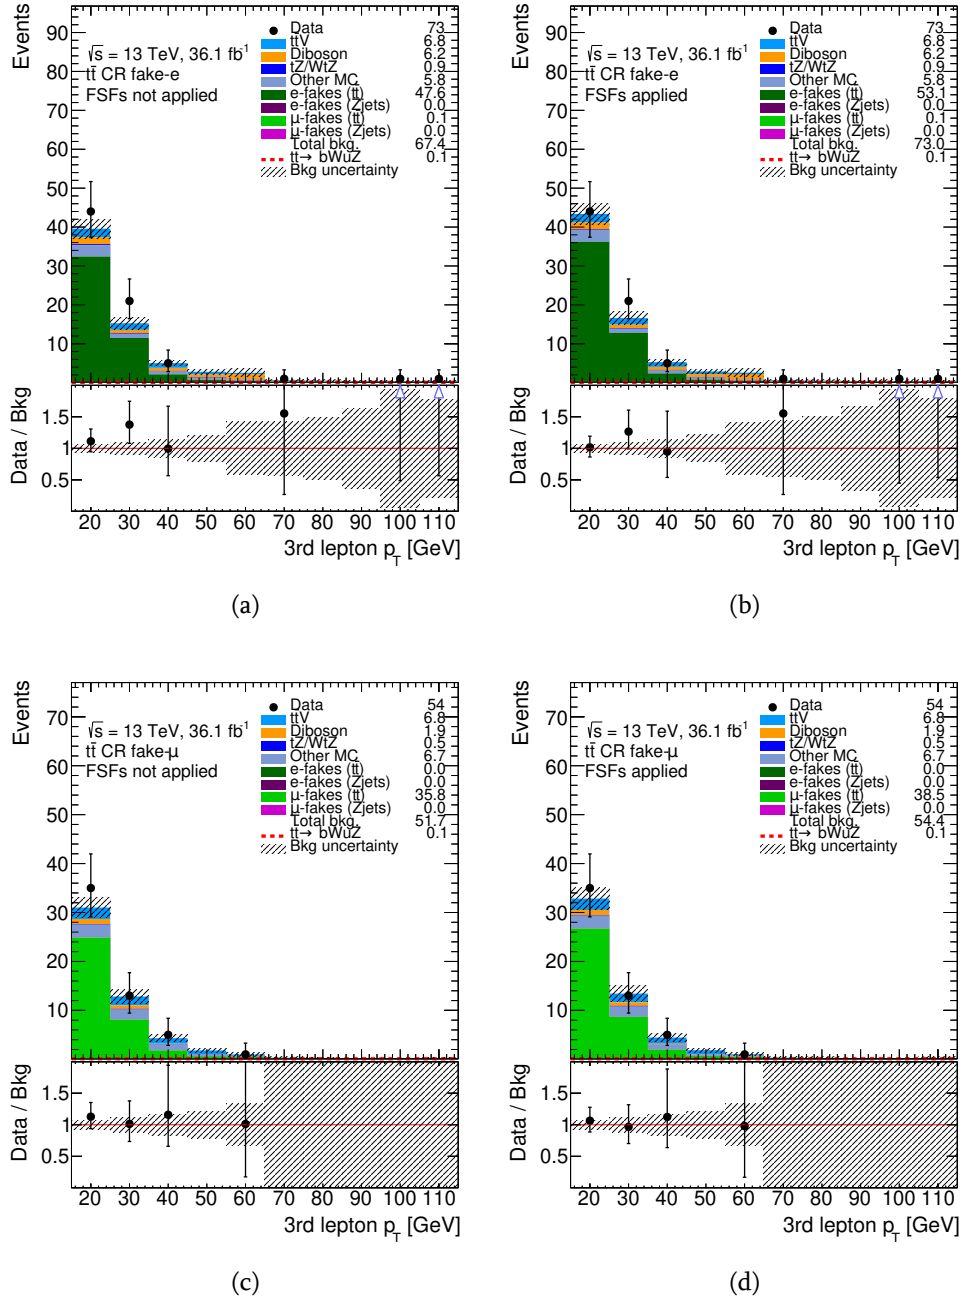 Events
90
80
70
60
50
40
30
20
10
√s = 13 TeV, 36.1 fb⁻¹
tt̄ CR fake-e
FSFs not applied
Data 73
ttV 6.8
Diboson 6.2
tZ/WtZ 0.9
Other MC 5.8
e-fakes (tt̄) 47.6
e-fakes (Zjets) 0.0
μ-fakes (tt̄) 0.1
μ-fakes (Zjets) 0.0
Total bkg. 67.4
tt→ bWuZ 0.1
Bkg uncertainty
Data / Bkg
1.5
1
0.5
20 30 40 50 60 70 80 90 100 110
3rd lepton p_T [GeV]
(a)
Events
90
80
70
60
50
40
30
20
10
√s = 13 TeV, 36.1 fb⁻¹
tt̄ CR fake-e
FSFs applied
Data 73
ttV 6.8
Diboson 6.2
tZ/WtZ 0.9
Other MC 5.8
e-fakes (tt̄) 53.1
e-fakes (Zjets) 0.0
μ-fakes (tt̄) 0.1
μ-fakes (Zjets) 0.0
Total bkg. 73.0
tt→ bWuZ 0.1
Bkg uncertainty
Data / Bkg
1.5
1
0.5
20 30 40 50 60 70 80 90 100 110
3rd lepton p_T [GeV]
(b)
Events
70
60
50
40
30
20
10
√s = 13 TeV, 36.1 fb⁻¹
tt̄ CR fake-μ
FSFs not applied
Data 54
ttV 6.8
Diboson 1.9
tZ/WtZ 0.5
Other MC 6.7
e-fakes (tt̄) 0.0
e-fakes (Zjets) 0.0
μ-fakes (tt̄) 35.8
μ-fakes (Zjets) 0.0
Total bkg. 51.7
tt→ bWuZ 0.1
Bkg uncertainty
Data / Bkg
1.5
1
0.5
20 30 40 50 60 70 80 90 100 110
3rd lepton p_T [GeV]
(c)
Events
70
60
50
40
30
20
10
√s = 13 TeV, 36.1 fb⁻¹
tt̄ CR fake-μ
FSFs applied
Data 54
ttV 6.8
Diboson 1.9
tZ/WtZ 0.5
Other MC 6.7
e-fakes (tt̄) 0.0
e-fakes (Zjets) 0.0
μ-fakes (tt̄) 38.5
μ-fakes (Zjets) 0.0
Total bkg. 54.4
tt→ bWuZ 0.1
Bkg uncertainty
Data / Bkg
1.5
1
0.5
20 30 40 50 60 70 80 90 100 110
3rd lepton p_T [GeV]
(d)